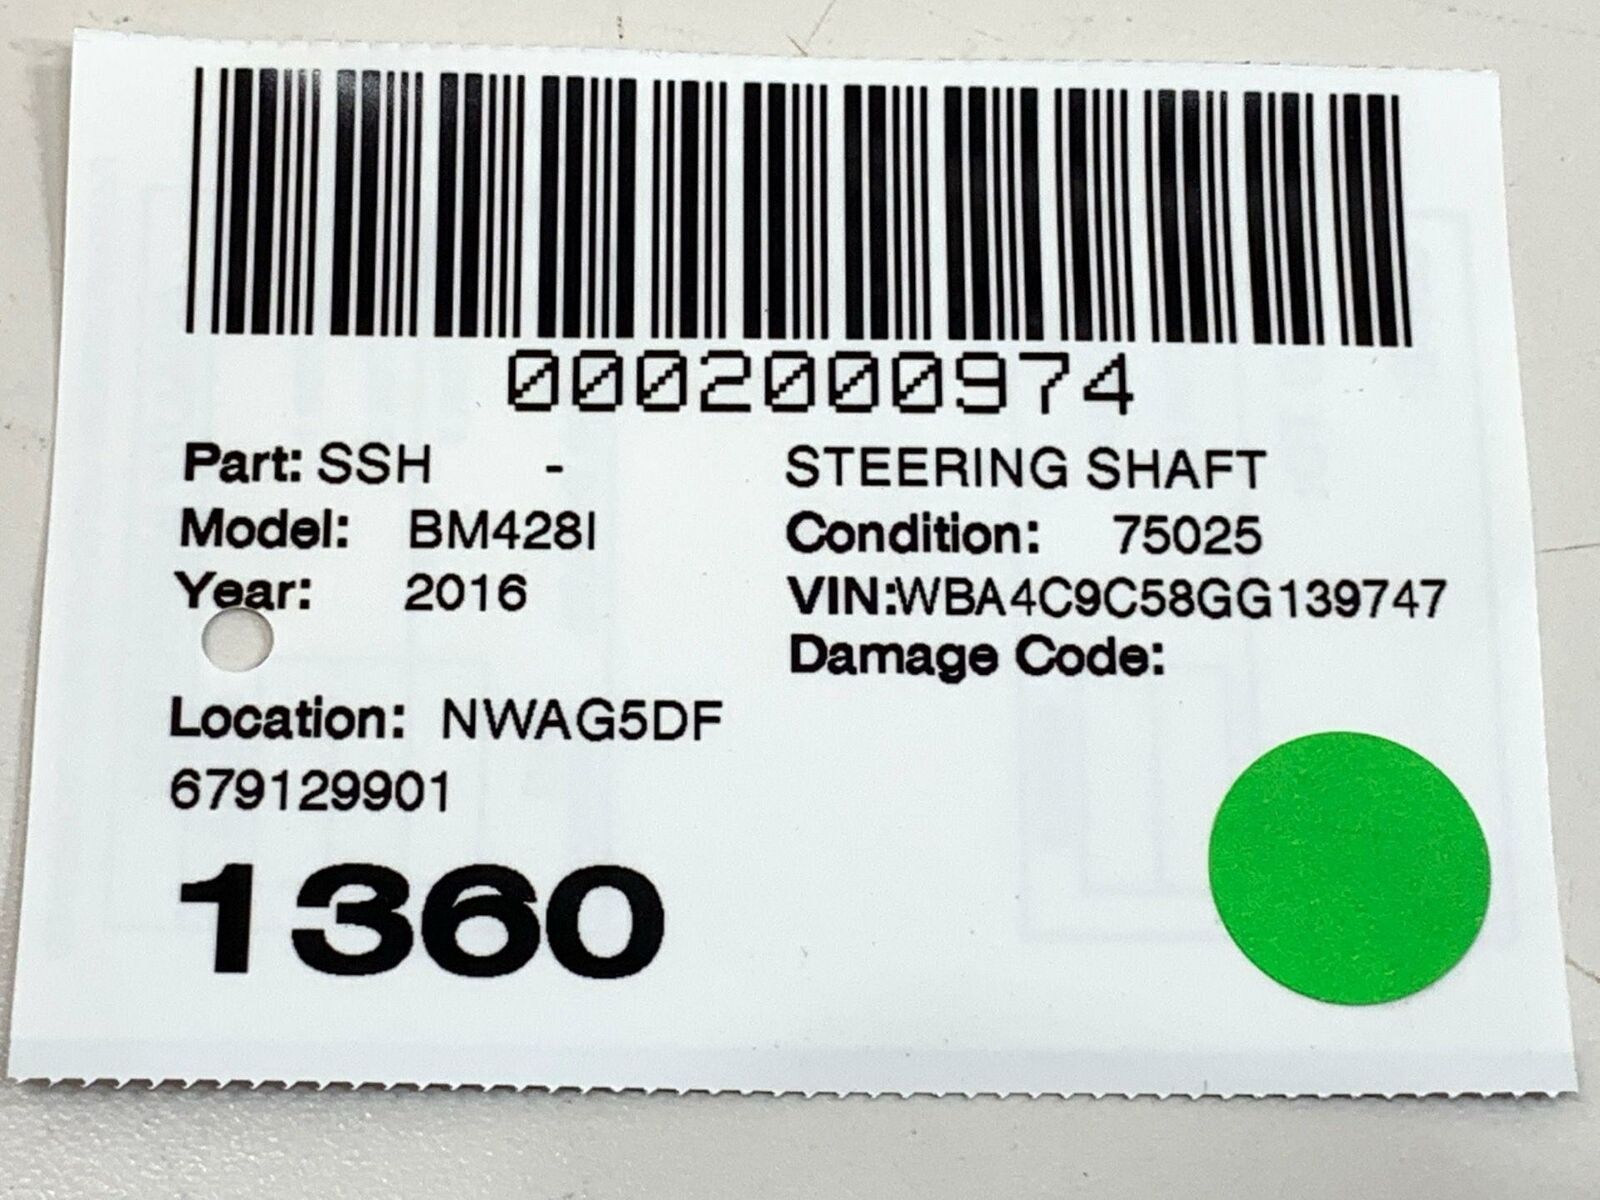 0002000974
Part: SSH - STEERING SHAFT
Model: BM428I Condition: 75025
Year: 2016 VIN:WBA4C9C58GG139747
Damage Code:
Location: NWAG5DF
679129901
1360